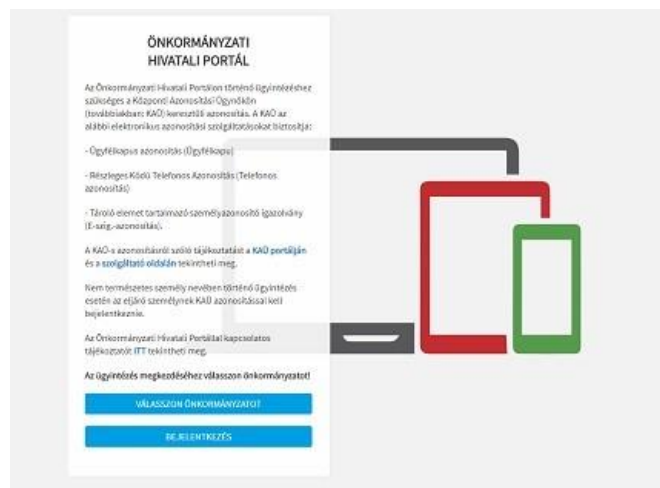 ÖNKORMÁNYZATI
HIVATALI PORTÁL
Az Önkormányzati Hivatali Portálon történő ügyintézéshez
szükséges a Központi Azonosítási Ügynökön
(továbbiakban: KAÜ) keresztüli azonosítás. A KAÜ az
alábbi elektronikus azonosítási szolgáltatásokat biztosítja:
- Ügyfélkapus azonosítás (Ügyfélkapu)
- Részleges Kódú Telefonos Azonosítás (Telefonos
azonosítás)
- Tároló elemet tartalmazó személyazonosító igazolvány
(E-szig.-azonosítás).
A KAÜ-s azonosításról szóló tájékoztatást a KAÜ portálján
és a szolgáltató oldalán tekintheti meg.
Nem természetes személy nevében történő ügyintézés
esetén az eljáró személynek KAÜ azonosítással kell
bejelentkeznie.
Az Önkormányzati Hivatali Portállal kapcsolatos
tájékoztatót ITT tekintheti meg.
Az ügyintézés megkezdéséhez válasszon önkormányzatot!
VÁLASSZON ÖNKORMÁNYZATOT
BEJELENTKEZÉS